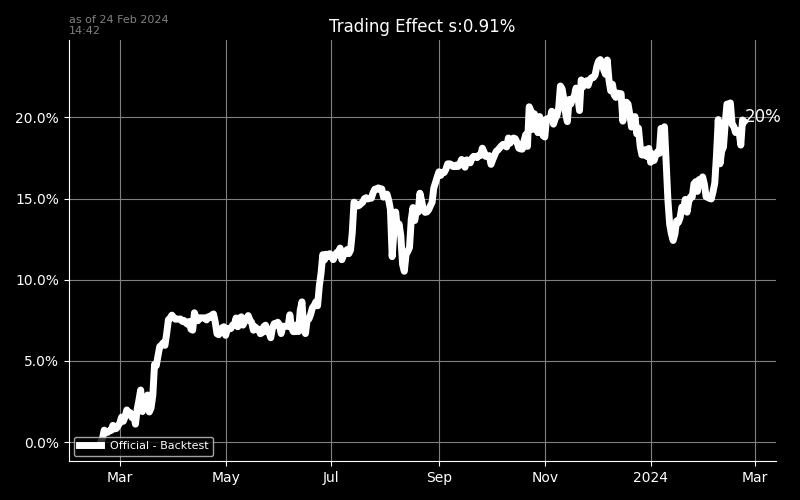 as of 24 Feb 2024
14:42
Trading Effect s:0.91%
20.0%
15.0%
10.0%
5.0%
0.0%
20%
Official - Backtest
Mar May Jul Sep Nov 2024 Mar